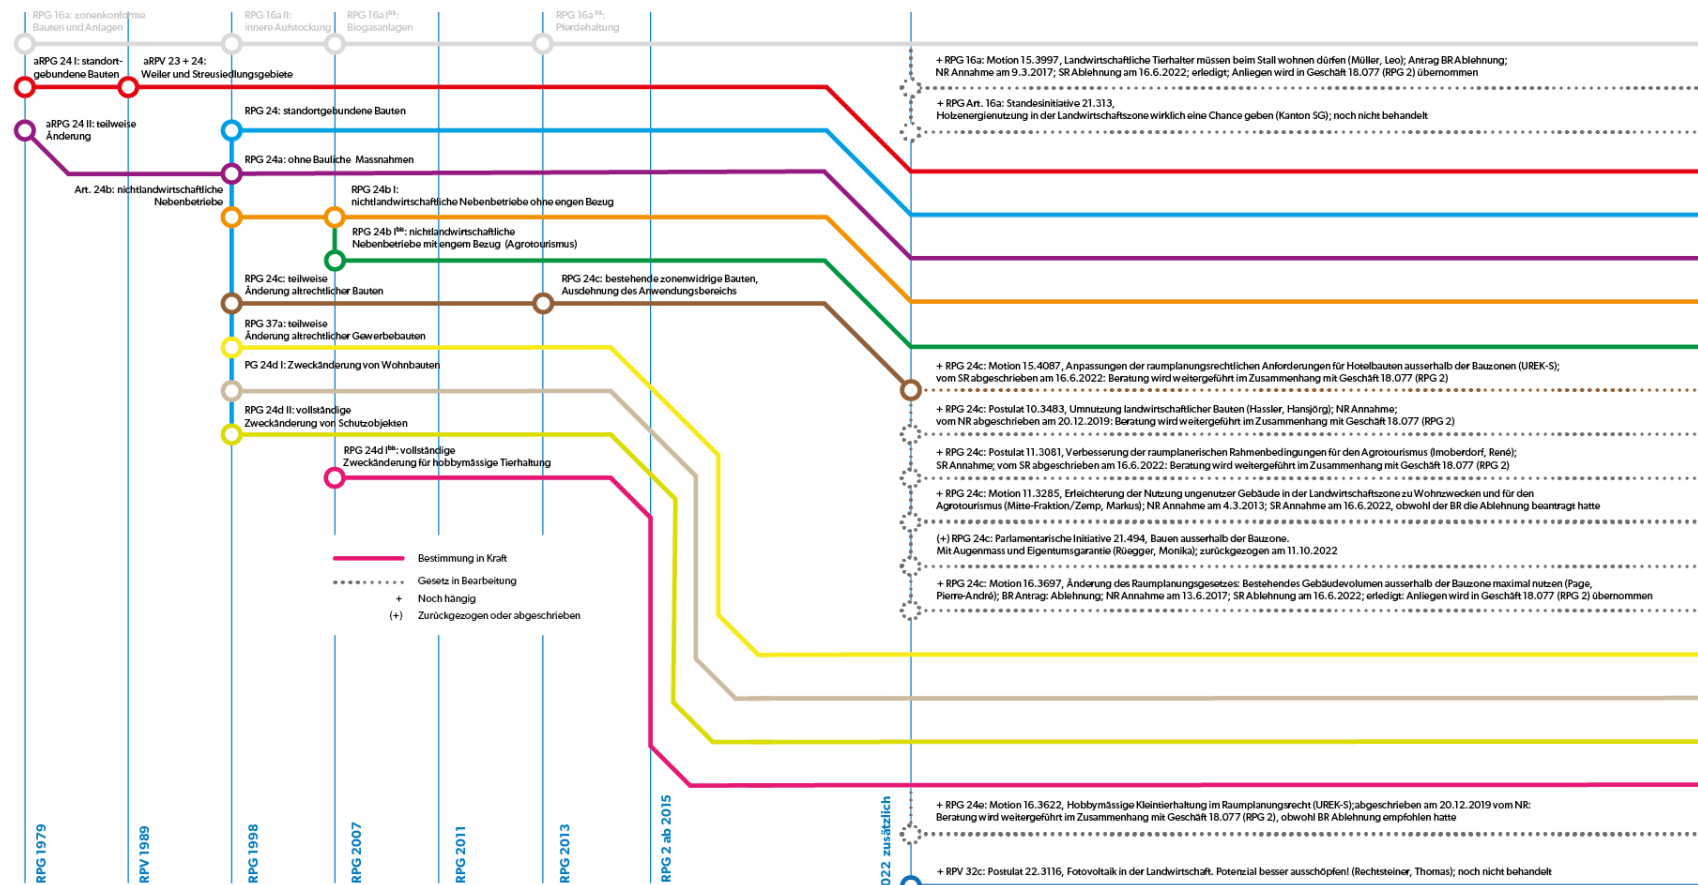 RPG 16a: zonenkonforme
Bauten und Anlagen
RPG 16a II:
innere Aufstockung
RPG 16a Iᵇⁱˢ:
Biogasanlagen
RPG 16a ᵇⁱˢ:
Pferdehaltung
aRPG 24 I: standort-
gebundene Bauten
aRPV 23 + 24:
Weiler und Streusiedlungsgebiete
RPG 24: standortgebundene Bauten
aRPG 24 II: teilweise
Änderung
RPG 24a: ohne Bauliche Massnahmen
Art. 24b: nichtlandwirtschaftliche
Nebenbetriebe
RPG 24b I:
nichtlandwirtschaftliche Nebenbetriebe ohne engen Bezug
RPG 24b Iᵇⁱˢ: nichtlandwirtschaftliche
Nebenbetriebe mit engem Bezug (Agrotourismus)
RPG 24c: teilweise
Änderung altrechtlicher Bauten
RPG 24c: bestehende zonenwidrige Bauten,
Ausdehnung des Anwendungsbereichs
RPG 37a: teilweise
Änderung altrechtlicher Gewerbebauten
PG 24d I: Zweckänderung von Wohnbauten
RPG 24d II: vollständige
Zweckänderung von Schutzobjekten
RPG 24d Iᵇⁱˢ: vollständige
Zweckänderung für hobbymässige Tierhaltung
Bestimmung in Kraft
Gesetz in Bearbeitung
+ Noch hängig
(+) Zurückgezogen oder abgeschrieben
+ RPG 16a: Motion 15.3997, Landwirtschaftliche Tierhalter müssen beim Stall wohnen dürfen (Müller, Leo); Antrag BR Ablehnung;
NR Annahme am 9.3.2017; SR Ablehnung am 16.6.2022; erledigt; Anliegen wird in Geschäft 18.077 (RPG 2) übernommen
+ RPG Art. 16a: Standesinitiative 21.313,
Holzenergienutzung in der Landwirtschaftszone wirklich eine Chance geben (Kanton SG); noch nicht behandelt
+ RPG 24c: Motion 15.4087, Anpassungen der raumplanungsrechtlichen Anforderungen für Hotelbauten ausserhalb der Bauzonen (UREK-S);
vom SR abgeschrieben am 16.6.2022: Beratung wird weitergeführt im Zusammenhang mit Geschäft 18.077 (RPG 2)
+ RPG 24c: Postulat 10.3483, Umnutzung landwirtschaftlicher Bauten (Hassler, Hansjörg); NR Annahme;
vom NR abgeschrieben am 20.12.2019: Beratung wird weitergeführt im Zusammenhang mit Geschäft 18.077 (RPG 2)
+ RPG 24c: Postulat 11.3081, Verbesserung der raumplanerischen Rahmenbedingungen für den Agrotourismus (Imoberdorf, René);
SR Annahme; vom SR abgeschrieben am 16.6.2022: Beratung wird weitergeführt im Zusammenhang mit Geschäft 18.077 (RPG 2)
+ RPG 24c: Motion 11.3285, Erleichterung der Nutzung ungenutzer Gebäude in der Landwirtschaftszone zu Wohnzwecken und für den
Agrotourismus (Mitte-Fraktion/Zemp, Markus); NR Annahme am 4.3.2013; SR Annahme am 16.6.2022, obwohl der BR die Ablehnung beantragt hatte
(+) RPG 24c: Parlamentarische Initiative 21.494, Bauen ausserhalb der Bauzone.
Mit Augenmass und Eigentumsgarantie (Rüegger, Monika); zurückgezogen am 11.10.2022
+ RPG 24c: Motion 16.3697, Änderung des Raumplanungsgesetzes: Bestehendes Gebäudevolumen ausserhalb der Bauzone maximal nutzen (Page,
Pierre-André); BR Antrag: Ablehnung; NR Annahme am 13.6.2017; SR Ablehnung am 16.6.2022; erledigt: Anliegen wird in Geschäft 18.077 (RPG 2) übernommen
+ RPG 24e: Motion 16.3622, Hobbymässige Kleintierhaltung im Raumplanungsrecht (UREK-S);abgeschrieben am 20.12.2019 vom NR:
Beratung wird weitergeführt im Zusammenhang mit Geschäft 18.077 (RPG 2), obwohl BR Ablehnung empfohlen hatte
+ RPV 32c: Postulat 22.3116, Fotovoltaik in der Landwirtschaft. Potenzial besser ausschöpfen! (Rechtsteiner, Thomas); noch nicht behandelt
RPG 1979
RPV 1989
RPG 1998
RPG 2007
RPG 2011
RPG 2013
RPG 2 ab 2015
022 zusätzlich